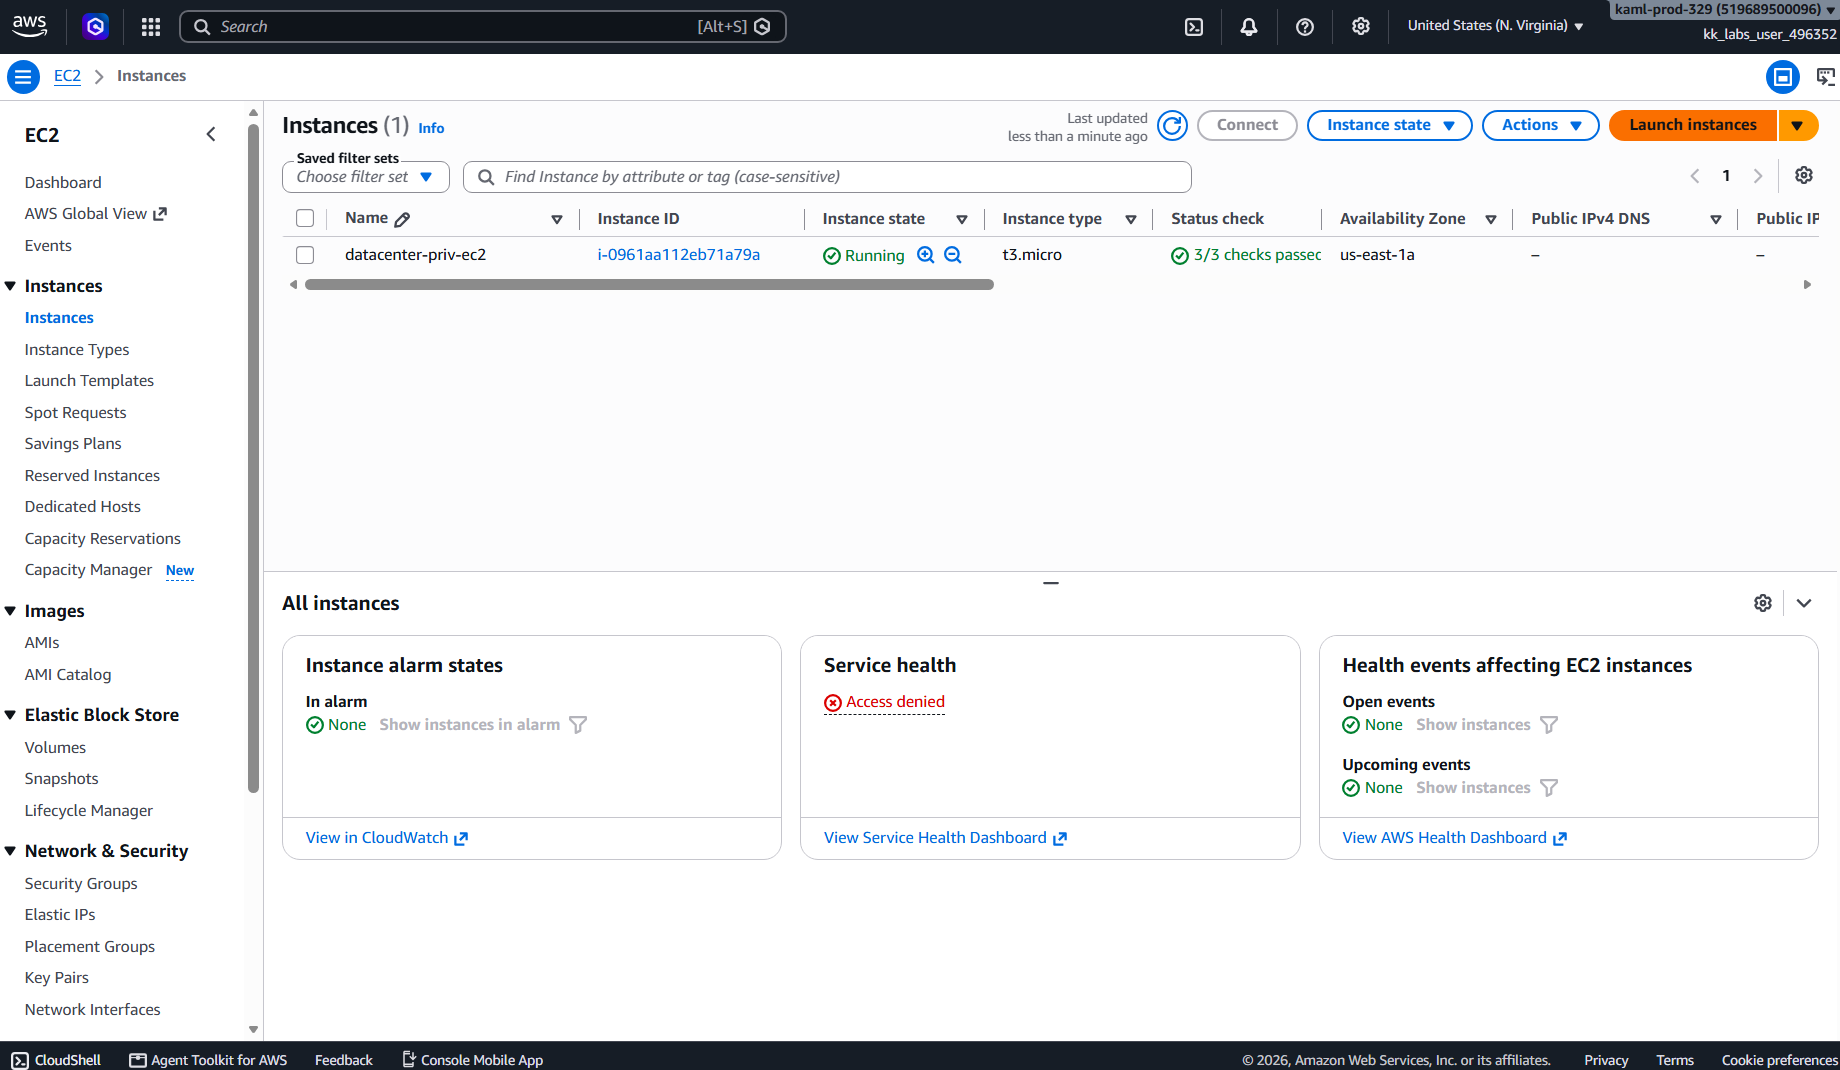 aws
Search
[Alt+S]
United States (N. Virginia)
kaml-prod-329 (519689500096)
kk_labs_user_496352
EC2
Instances
EC2
Dashboard
AWS Global View
Events
Instances
Instances
Instance Types
Launch Templates
Spot Requests
Savings Plans
Reserved Instances
Dedicated Hosts
Capacity Reservations
Capacity Manager New
Images
AMIs
AMI Catalog
Elastic Block Store
Volumes
Snapshots
Lifecycle Manager
Network & Security
Security Groups
Elastic IPs
Placement Groups
Key Pairs
Network Interfaces
Instances (1) Info
Last updated
less than a minute ago
Connect
Instance state
Actions
Launch instances
Saved filter sets
Choose filter set
Find Instance by attribute or tag (case-sensitive)
1
Name Instance ID Instance state Instance type Status check Availability Zone Public IPv4 DNS Public IP
datacenter-priv-ec2 i-0961aa112eb71a79a Running t3.micro 3/3 checks passec us-east-1a – –
All instances
Instance alarm states
In alarm
None Show instances in alarm
View in CloudWatch
Service health
Access denied
View Service Health Dashboard
Health events affecting EC2 instances
Open events
None Show instances
Upcoming events
None Show instances
View AWS Health Dashboard
CloudShell Agent Toolkit for AWS Feedback Console Mobile App © 2026, Amazon Web Services, Inc. or its affiliates. Privacy Terms Cookie preferences